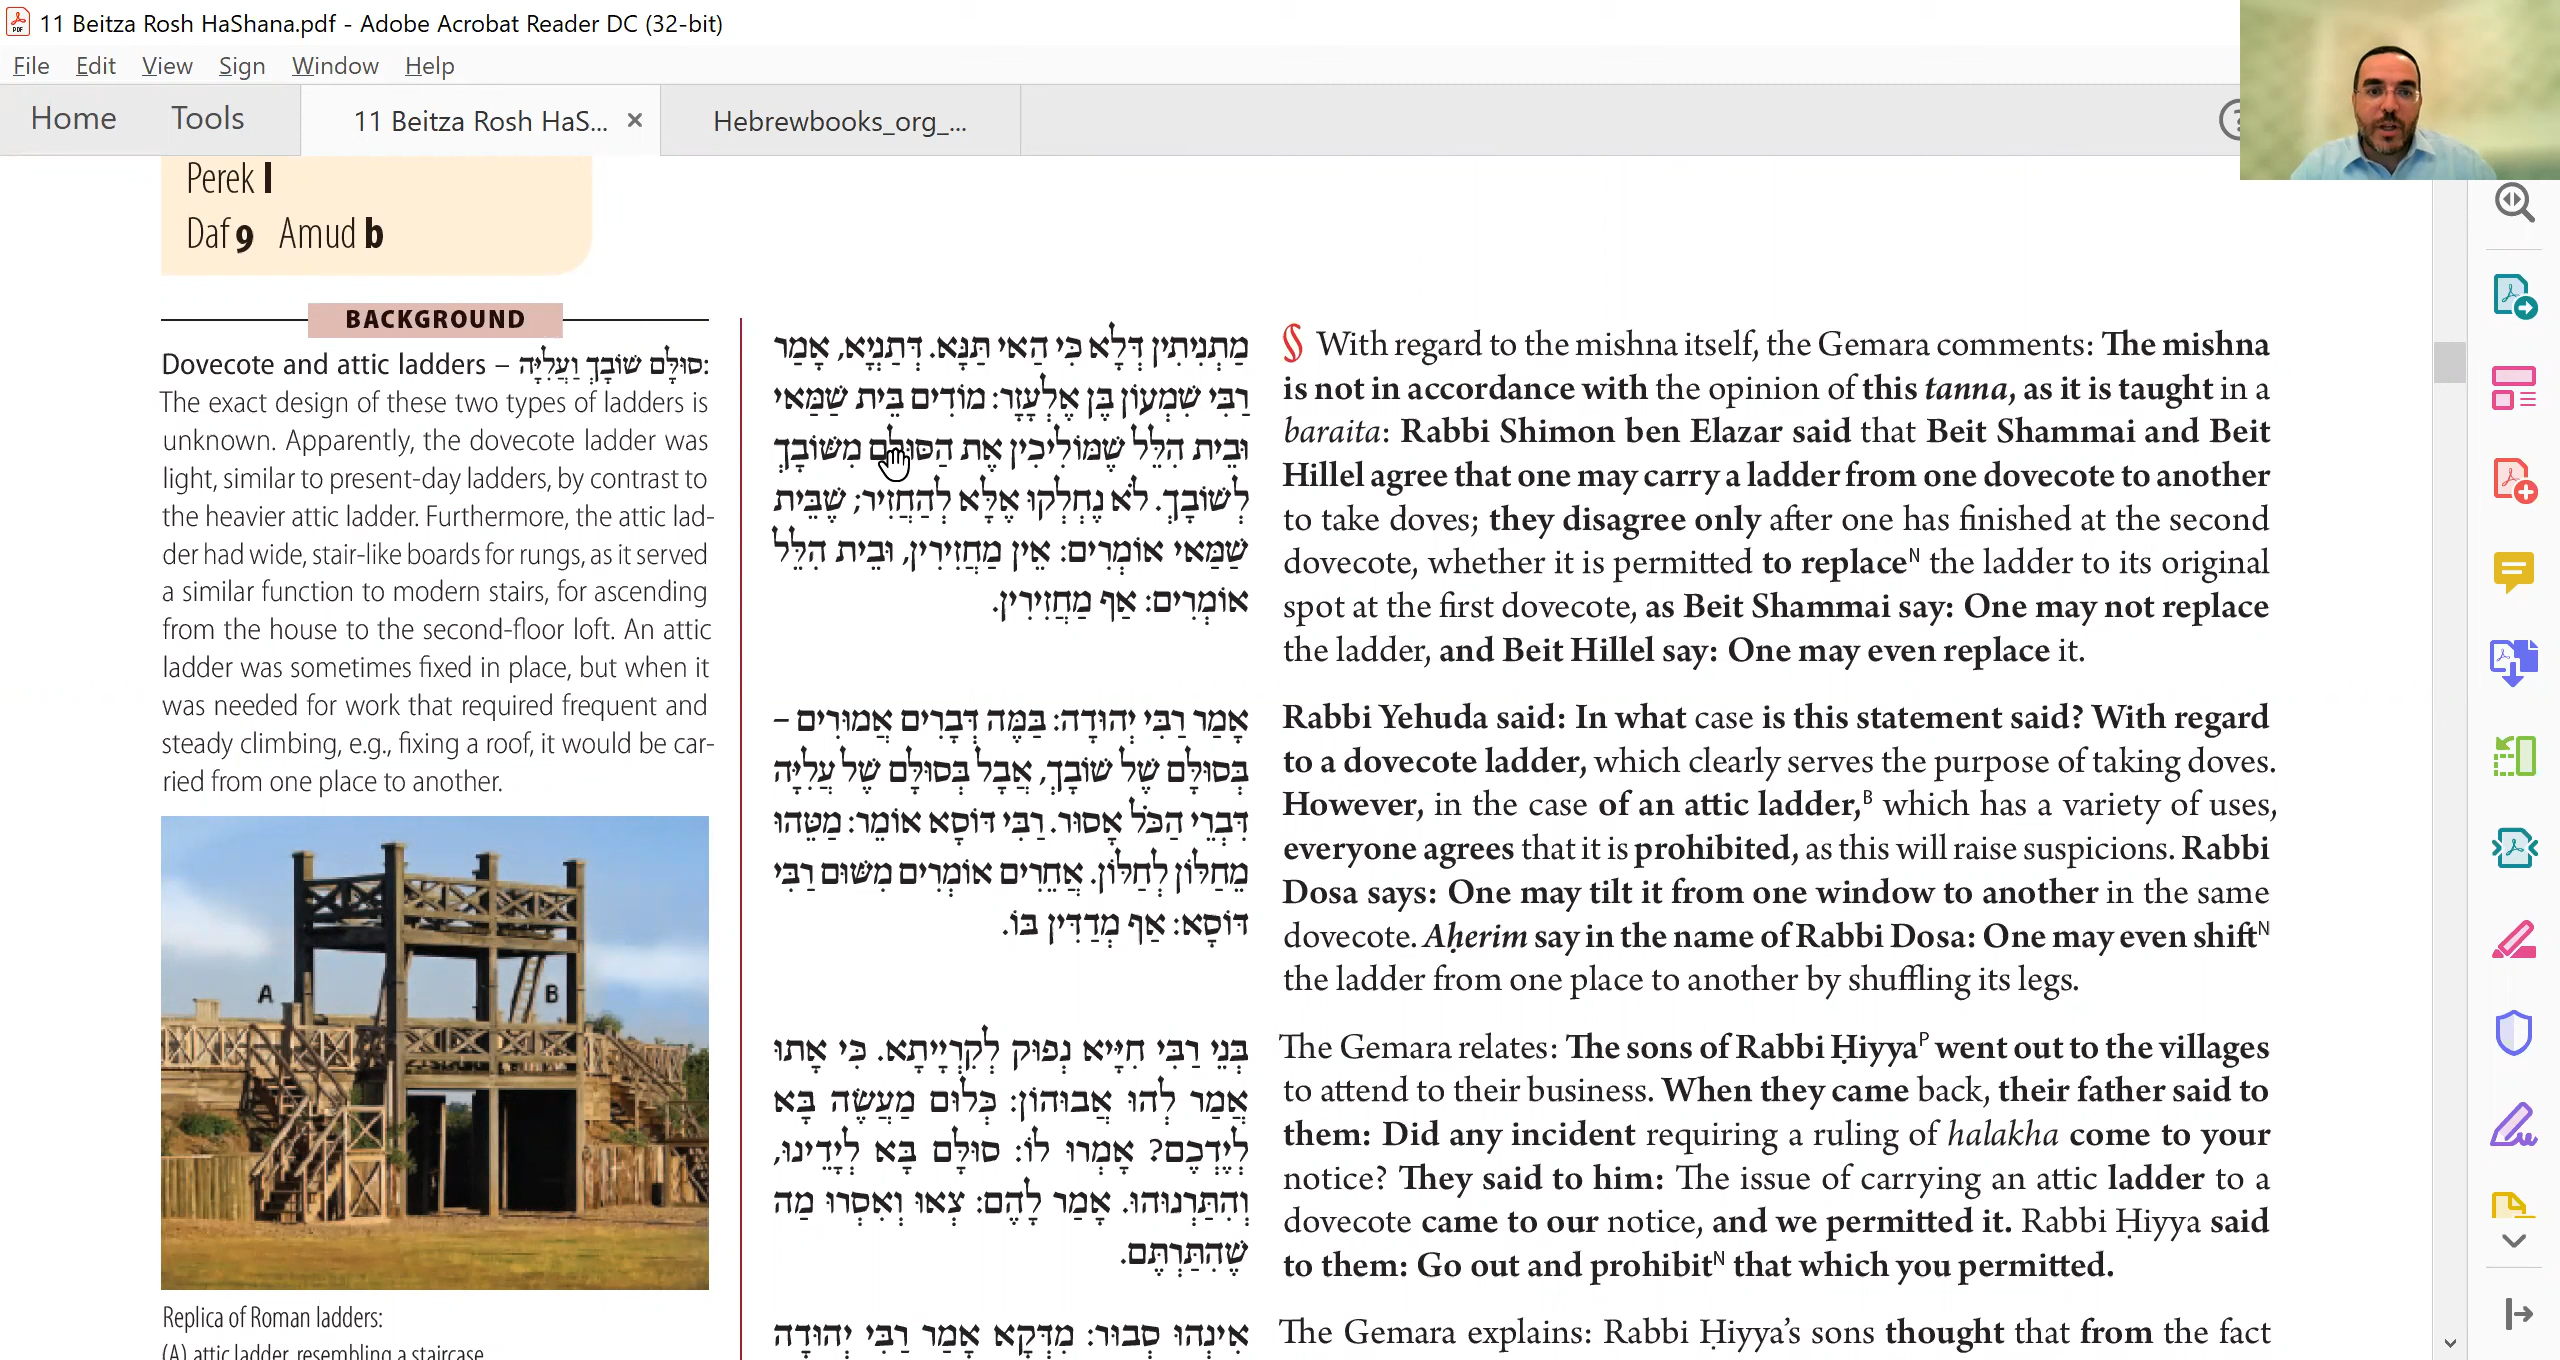 11 Beitza Rosh HaShana.pdf - Adobe Acrobat Reader DC (32-bit)
File Edit View Sign Window Help
Home Tools 11 Beitza Rosh HaS... × Hebrewbooks_org_...
Perek I
Daf 9 Amud b
BACKGROUND
Dovecote and attic ladders – סוּלָּם שׁוֹבָךְ וַעֲלִיָּה:
The exact design of these two types of ladders is
unknown. Apparently, the dovecote ladder was
light, similar to present-day ladders, by contrast to
the heavier attic ladder. Furthermore, the attic lad-
der had wide, stair-like boards for rungs, as it served
a similar function to modern stairs, for ascending
from the house to the second-floor loft. An attic
ladder was sometimes fixed in place, but when it
was needed for work that required frequent and
steady climbing, e.g., fixing a roof, it would be car-
ried from one place to another.
A B
Replica of Roman ladders:
(A) attic ladder, resembling a staircase
מַתְנִיתִין דְּלָא כִּי הַאי תַּנָּא. דְּתַנְיָא, אָמַר
רַבִּי שִׁמְעוֹן בֶּן אֶלְעָזָר: מוֹדִים בֵּית שַׁמַּאי
וּבֵית הִלֵּל שֶׁמּוֹלִיכִין אֶת הַסּוּלָּם מִשּׁוֹבָךְ
לְשׁוֹבָךְ. לֹא נֶחְלְקוּ אֶלָּא לְהַחֲזִיר; שֶׁבֵּית
שַׁמַּאי אוֹמְרִים: אֵין מַחֲזִירִין, וּבֵית הִלֵּל
אוֹמְרִים: אַף מַחֲזִירִין.
אָמַר רַבִּי יְהוּדָה: בַּמֶּה דְּבָרִים אֲמוּרִים –
בְּסוּלָּם שֶׁל שׁוֹבָךְ, אֲבָל בְּסוּלָּם שֶׁל עֲלִיָּה
דִּבְרֵי הַכֹּל אָסוּר. רַבִּי דּוֹסָא אוֹמֵר: מַטֵּהוּ
מֵחַלּוֹן לְחַלּוֹן. אֲחֵרִים אוֹמְרִים מִשּׁוּם רַבִּי
דּוֹסָא: אַף מְדַדִּין בּוֹ.
בְּנֵי רַבִּי חִיָּיא נְפוּק לְקִרְיָיתָא. כִּי אֲתוֹ
אֲמַר לְהוּ אֲבוּהוֹן: כְּלוּם מַעֲשֶׂה בָּא
לְיֶדְכֶם? אָמְרוּ לוֹ: סוּלָּם בָּא לְיָדֵינוּ,
וְהִתַּרְנוּהוּ. אָמַר לָהֶם: צְאוּ וְאִסְרוּ מַה
שֶׁהִתַּרְתֶּם.
אִינְהוּ סְבוּר: מִדְּקָא אָמַר רַבִּי יְהוּדָה
§ With regard to the mishna itself, the Gemara comments: The mishna
is not in accordance with the opinion of this tanna, as it is taught in a
baraita: Rabbi Shimon ben Elazar said that Beit Shammai and Beit
Hillel agree that one may carry a ladder from one dovecote to another
to take doves; they disagree only after one has finished at the second
dovecote, whether it is permitted to replaceᴺ the ladder to its original
spot at the first dovecote, as Beit Shammai say: One may not replace
the ladder, and Beit Hillel say: One may even replace it.
Rabbi Yehuda said: In what case is this statement said? With regard
to a dovecote ladder, which clearly serves the purpose of taking doves.
However, in the case of an attic ladder,ᴮ which has a variety of uses,
everyone agrees that it is prohibited, as this will raise suspicions. Rabbi
Dosa says: One may tilt it from one window to another in the same
dovecote. Aḥerim say in the name of Rabbi Dosa: One may even shiftᴺ
the ladder from one place to another by shuffling its legs.
The Gemara relates: The sons of Rabbi Ḥiyyaᴾ went out to the villages
to attend to their business. When they came back, their father said to
them: Did any incident requiring a ruling of halakha come to your
notice? They said to him: The issue of carrying an attic ladder to a
dovecote came to our notice, and we permitted it. Rabbi Ḥiyya said
to them: Go out and prohibitᴺ that which you permitted.
The Gemara explains: Rabbi Ḥiyya's sons thought that from the fact